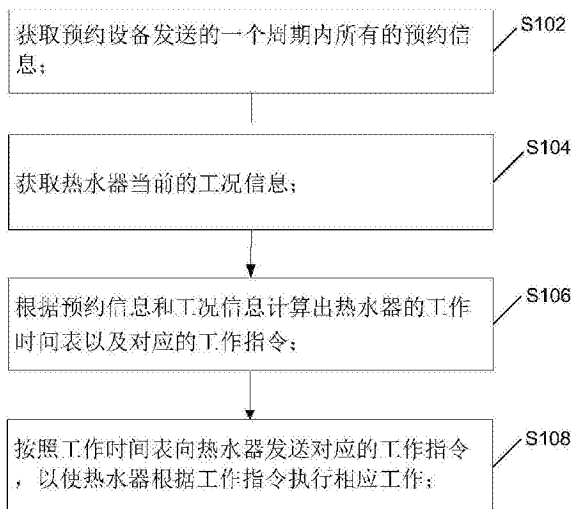 获取预约设备发送的一个周期内所有的预约信
息;
S102
获取热水器当前的工况信息;
S104
根据预约信息和工况信息计算出热水器的工作
时间表以及对应的工作指令;
S106
按照工作时间表向热水器发送对应的工作指令
,以使热水器根据工作指令执行相应工作;
S108